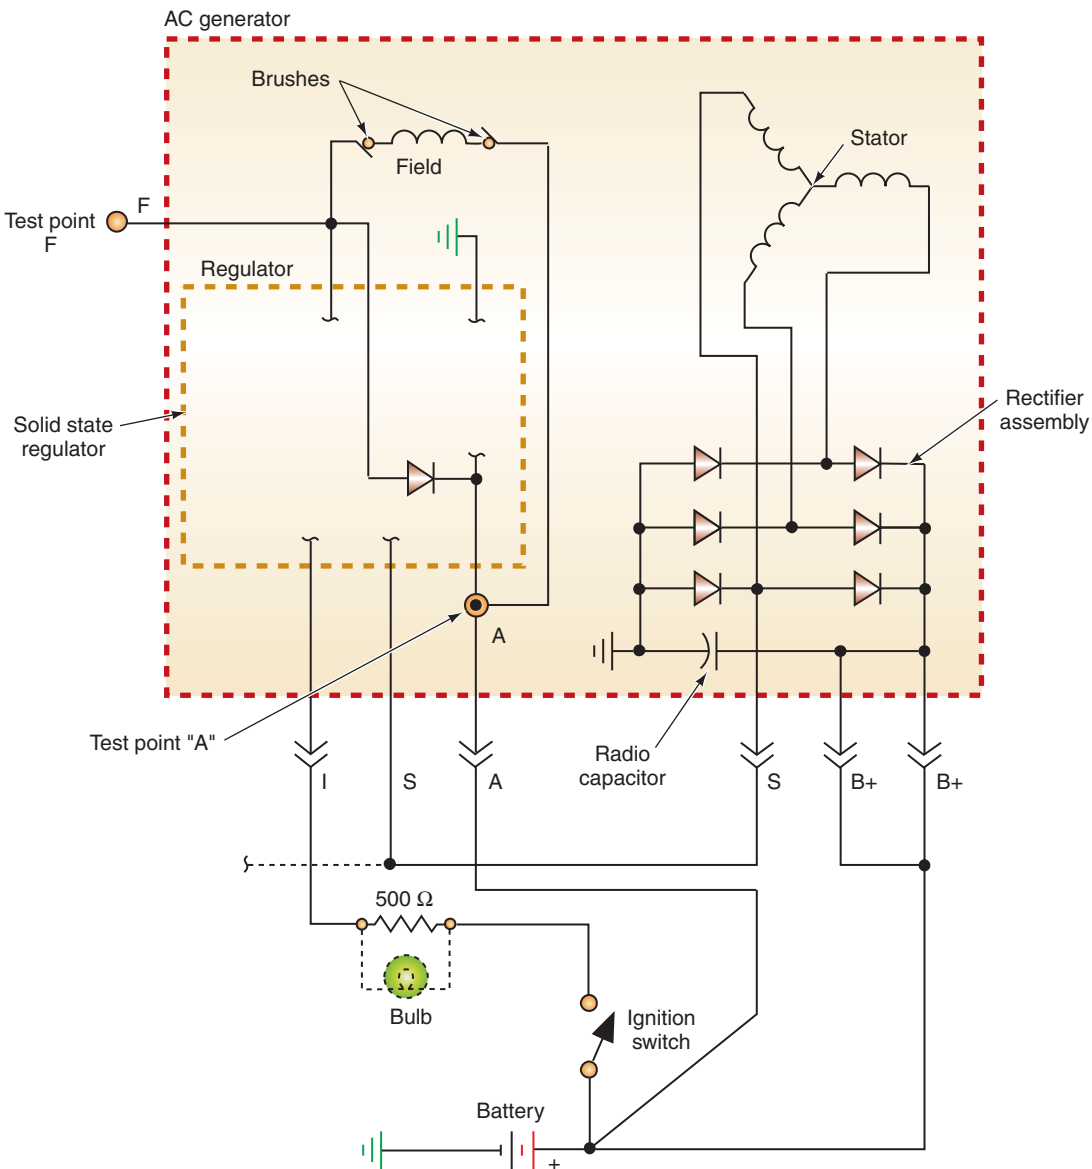 AC generator
Brushes
Field
Stator
F
Test point
F
Regulator
Solid state
regulator
Rectifier
assembly
A
Test point "A"
Radio
capacitor
I
S
A
S
B+
B+
500 Ω
Bulb
Ignition
switch
Battery
+